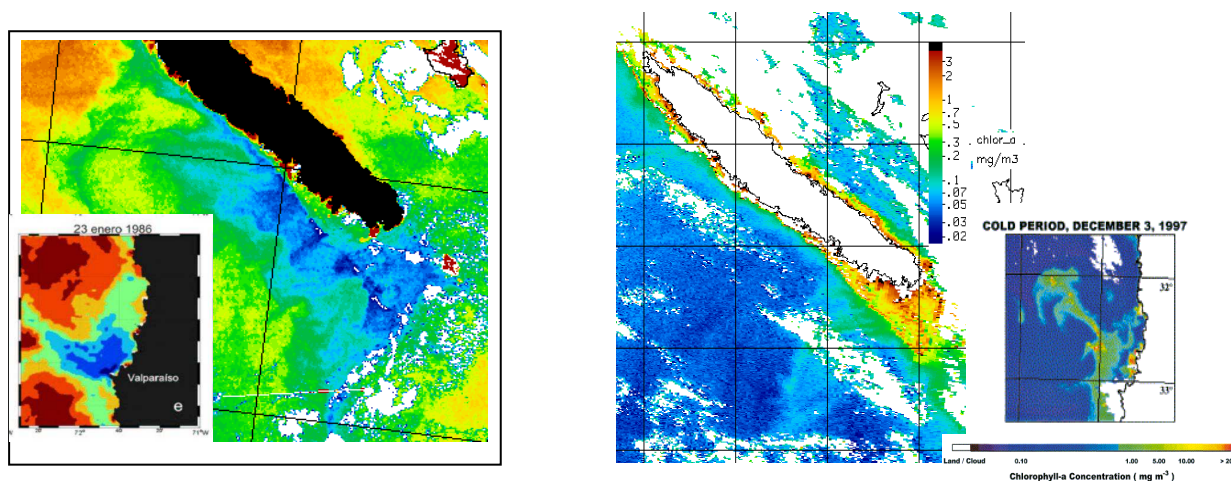 23 enero 1986
Valparaíso
e
72°
40
71°W
3
1
.7
.5
.3
.2
.1
.07
.05
.03
.02
chlor_a
mg/m3
COLD PERIOD, DECEMBER 3, 1997
32°
33°
Land / Cloud 0.10 1.00 5.00 10.00
Chlorophyll-a Concentration ( mg m⁻³ )